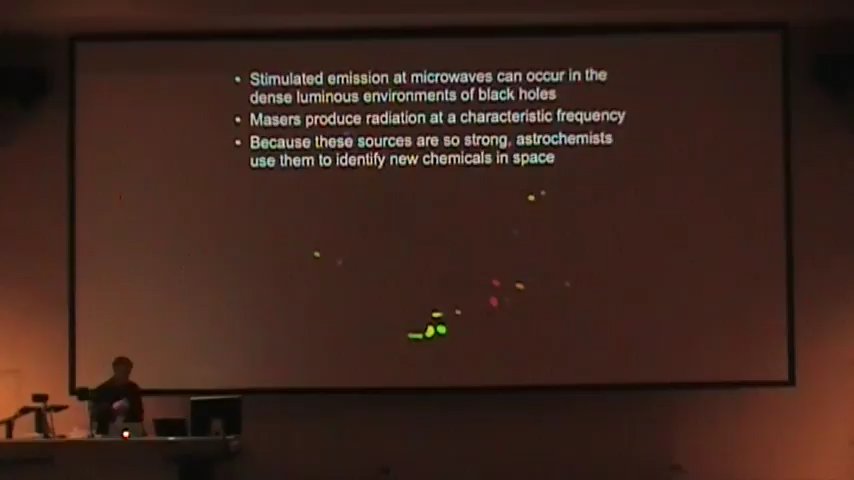 • Stimulated emission at microwaves can occur in the
dense luminous environments of black holes
• Masers produce radiation at a characteristic frequency
• Because these sources are so strong, astrochemists
use them to identify new chemicals in space